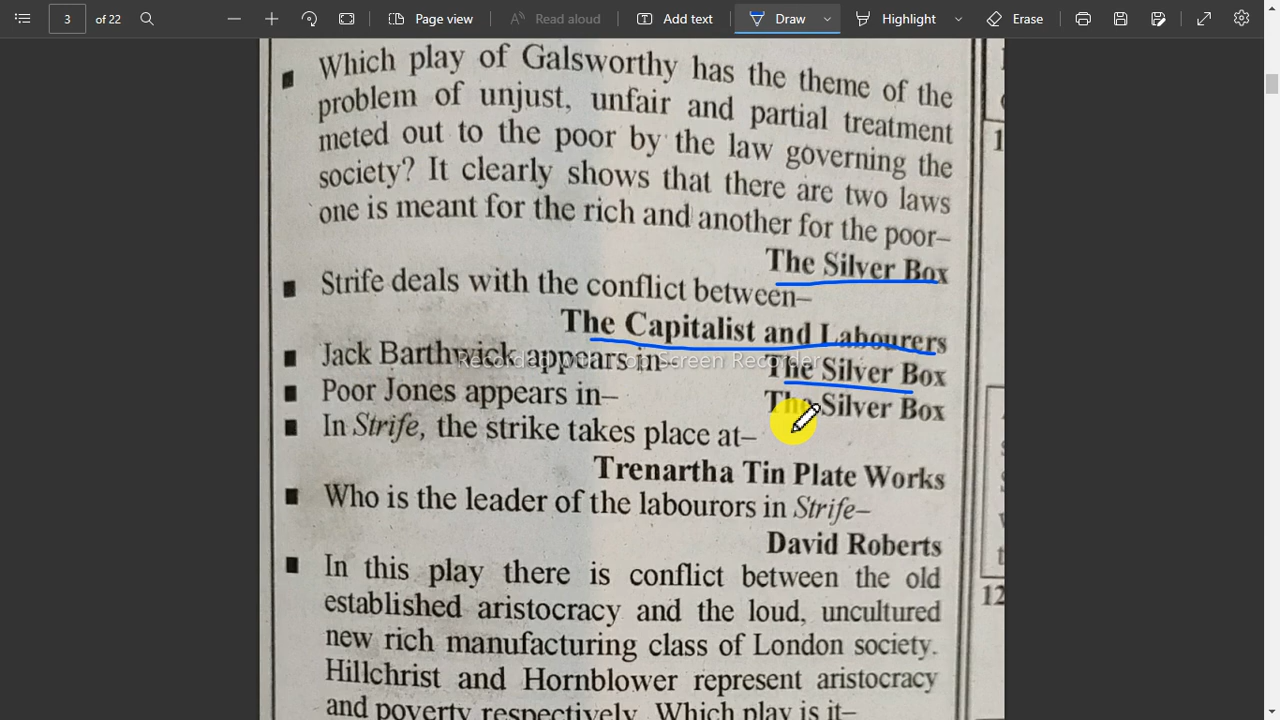 3 of 22 Page view Read aloud Add text Draw Highlight Erase
Which play of Galsworthy has the theme of the
problem of unjust, unfair and partial treatment
meted out to the poor by the law governing the
society? It clearly shows that there are two laws
one is meant for the rich and another for the poor–
The Silver Box
Strife deals with the conflict between–
The Capitalist and Labourers
Jack Barthwick appears in– The Silver Box
Poor Jones appears in– The Silver Box
In Strife, the strike takes place at–
Trenartha Tin Plate Works
Who is the leader of the labourors in Strife–
David Roberts
In this play there is conflict between the old
established aristocracy and the loud, uncultured
new rich manufacturing class of London society.
Hillchrist and Hornblower represent aristocracy
and poverty respectively. Which play is it–
12